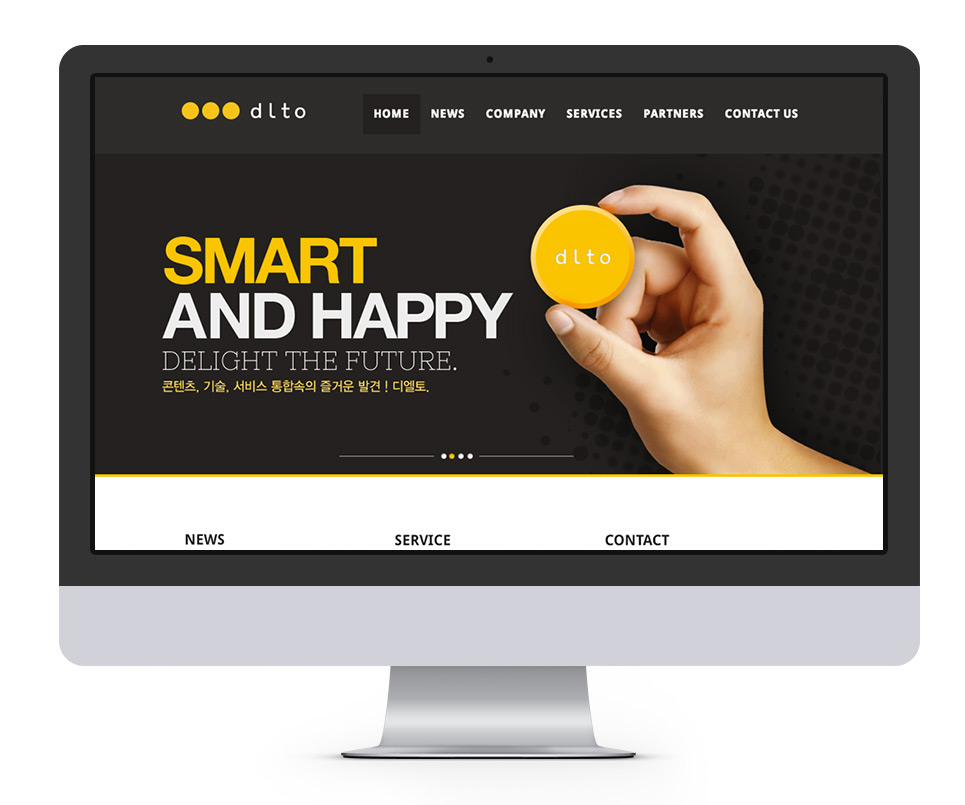 dlto
HOME NEWS COMPANY SERVICES PARTNERS CONTACT US
SMART
AND HAPPY
DELIGHT THE FUTURE.
콘텐츠, 기술, 서비스 통합속의 즐거운 발견 ! 디엘토.
dlto
NEWS SERVICE CONTACT